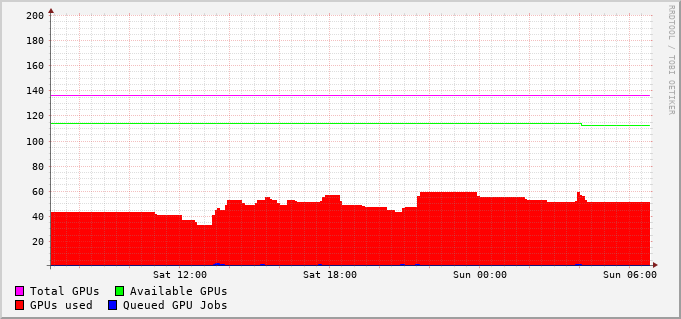 200
180
160
140
120
100
80
60
40
20
Sat 12:00 Sat 18:00 Sun 00:00 Sun 06:00
Total GPUs Available GPUs
GPUs used Queued GPU Jobs
RRDTOOL / TOBI OETIKER